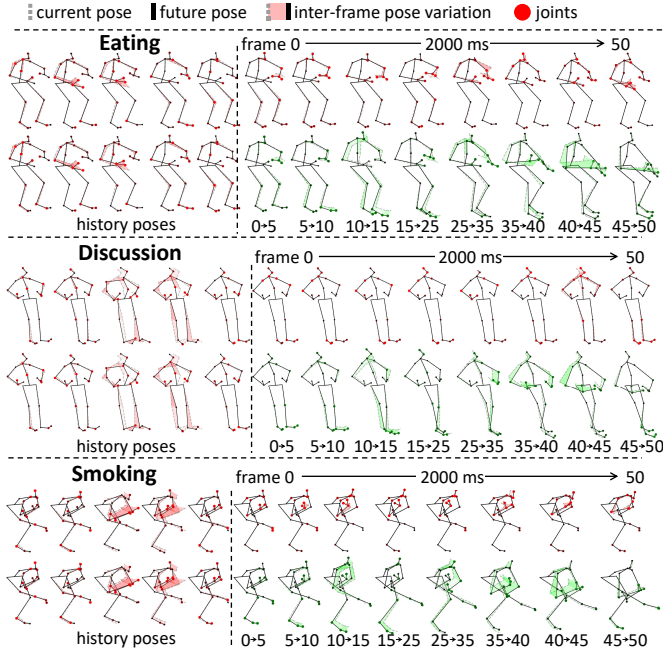 current pose future pose inter-frame pose variation joints
Eating
frame 0 2000 ms 50
history poses 0→5 5→10 10→15 15→25 25→35 35→40 40→45 45→50
Discussion
frame 0 2000 ms 50
history poses 0→5 5→10 10→15 15→25 25→35 35→40 40→45 45→50
Smoking
frame 0 2000 ms 50
history poses 0→5 5→10 10→15 15→25 25→35 35→40 40→45 45→50